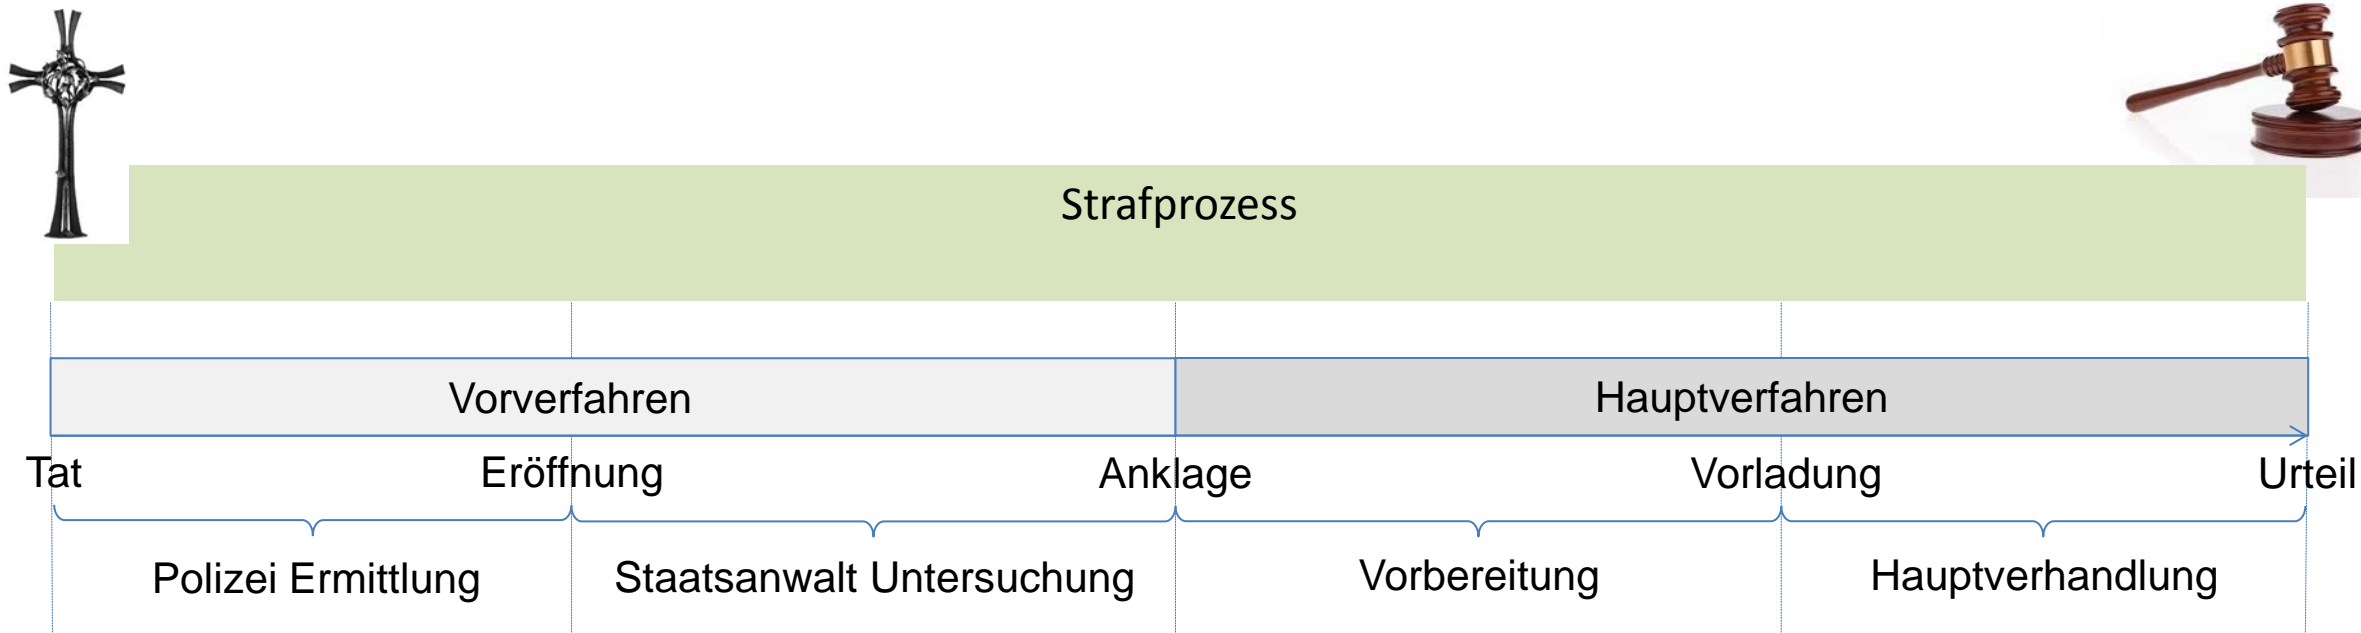 Strafprozess
Vorverfahren Hauptverfahren
Tat Eröffnung Anklage Vorladung Urteil
Polizei Ermittlung Staatsanwalt Untersuchung Vorbereitung Hauptverhandlung